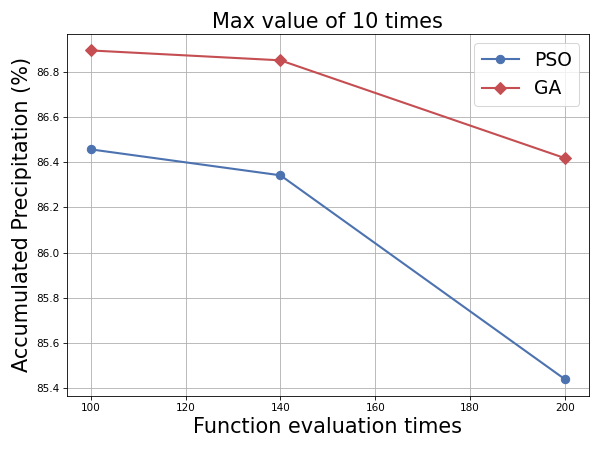 Max value of 10 times
PSO
GA
Accumulated Precipitation (%)
86.8
86.6
86.4
86.2
86.0
85.8
85.6
85.4
100 120 140 160 180 200
Function evaluation times